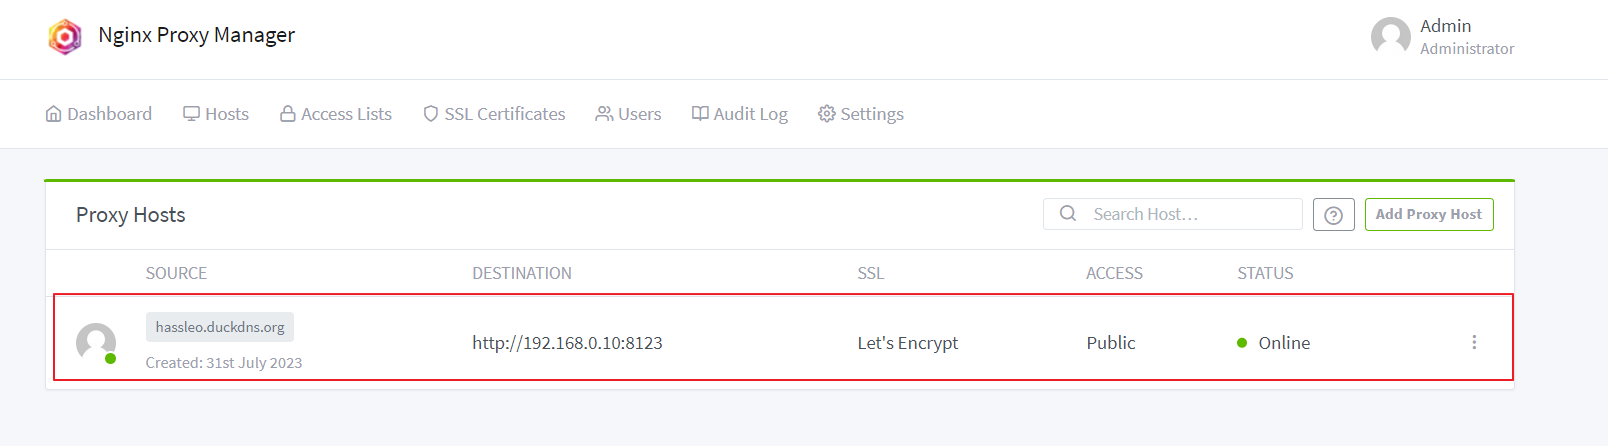 Nginx Proxy Manager
Admin
Administrator
Dashboard Hosts Access Lists SSL Certificates Users Audit Log Settings
Proxy Hosts Search Host... Add Proxy Host
SOURCE DESTINATION SSL ACCESS STATUS
hassleo.duckdns.org
http://192.168.0.10:8123 Let's Encrypt Public Online
Created: 31st July 2023